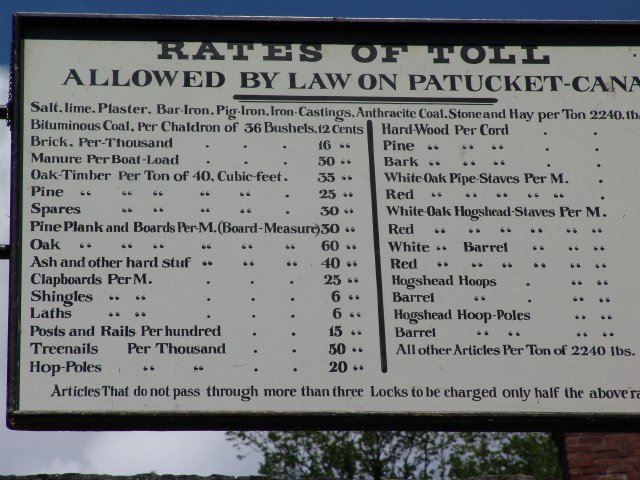 RATES OF TOLL
ALLOWED BY LAW ON PATUCKET-CANA
Salt, lime, Plaster, Bar-Iron, Pig-Iron, Iron-Castings, Anthracite Coal, Stone and Hay per Ton 2240. lb
Bituminous Coal, Per Chaldron of 36 Bushels, 12 Cents
Brick, Per-Thousand . . . 16 “
Manure Per Boat-Load . . . 50 “
Oak-Timber Per Ton of 40, Cubic-feet . 35 “
Pine “ “ “ “ . 25 “
Spares “ “ “ . 30 “
Pine Plank and Boards Per-M. (Board-Measure) 30 “
Oak “ “ “ “ “ 60 “
Ash and other hard stuf “ “ “ 40 “
Clapboards Per M. . . . 25 “
Shingles “ “ . . . 6 “
Laths “ “ . . . 6 “
Posts and Rails Per hundred . . 15 “
Treenails Per Thousand . . 50 “
Hop-Poles “ “ . . 20 “
Hard-Wood Per Cord . .
Pine “ “ “ . .
Bark “ “ “ . .
White-Oak Pipe-Staves Per M. .
Red “ “ “ “ “ .
White-Oak Hogshead-Staves Per M.
Red “ “ “ “ “
White “ Barrel “ “ “
Red “ “ “ “ “
Hogshead Hoops . “ “
Barrel “ . “ “
Hogshead Hoop-Poles “ “
Barrel “ “ “ “
All other Articles Per Ton of 2240 lbs.
Articles That do not pass through more than three Locks to be charged only half the above ra